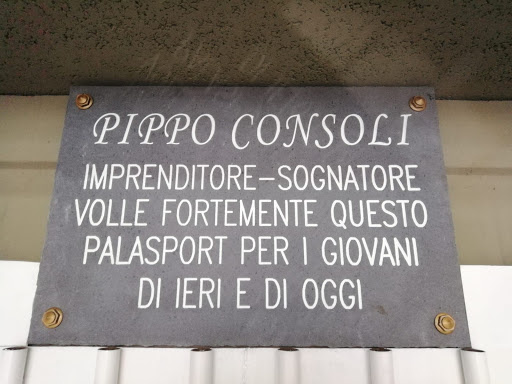 PIPPO CONSOLI
IMPRENDITORE-SOGNATORE
VOLLE FORTEMENTE QUESTO
PALASPORT PER I GIOVANI
DI IERI E DI OGGI